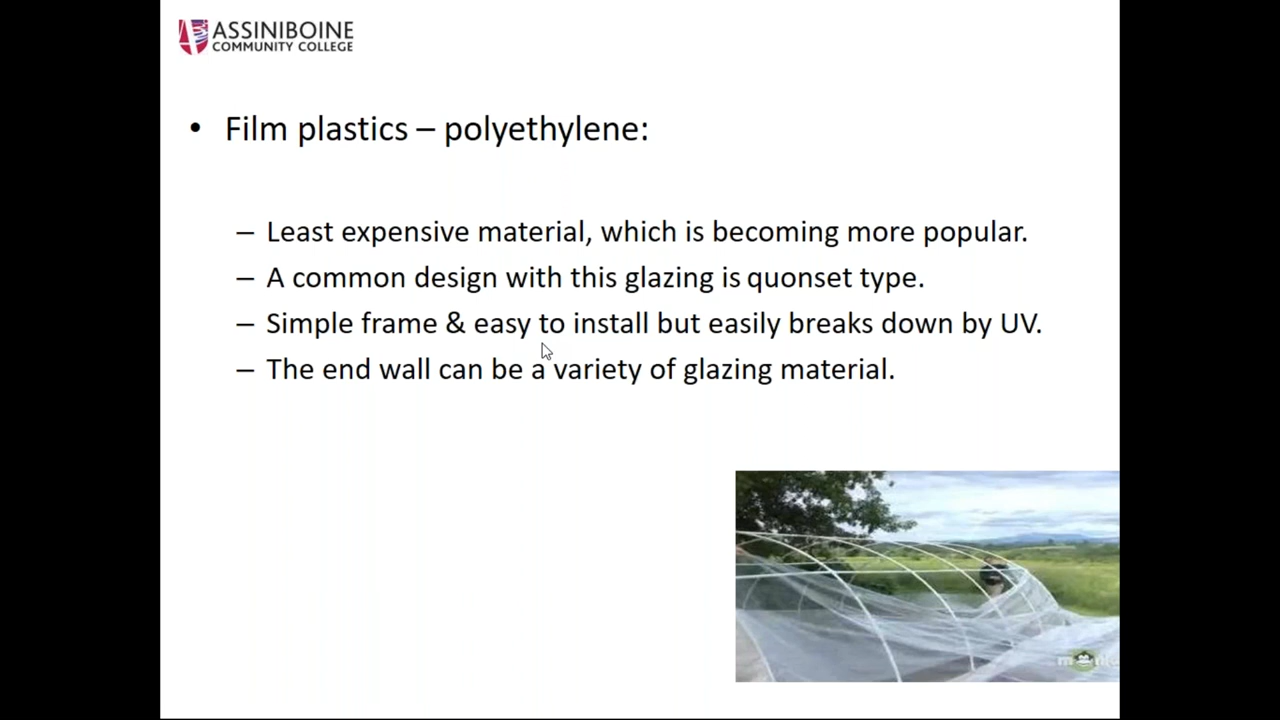 ASSINIBOINE
COMMUNITY COLLEGE
• Film plastics – polyethylene:
– Least expensive material, which is becoming more popular.
– A common design with this glazing is quonset type.
– Simple frame & easy to install but easily breaks down by UV.
– The end wall can be a variety of glazing material.